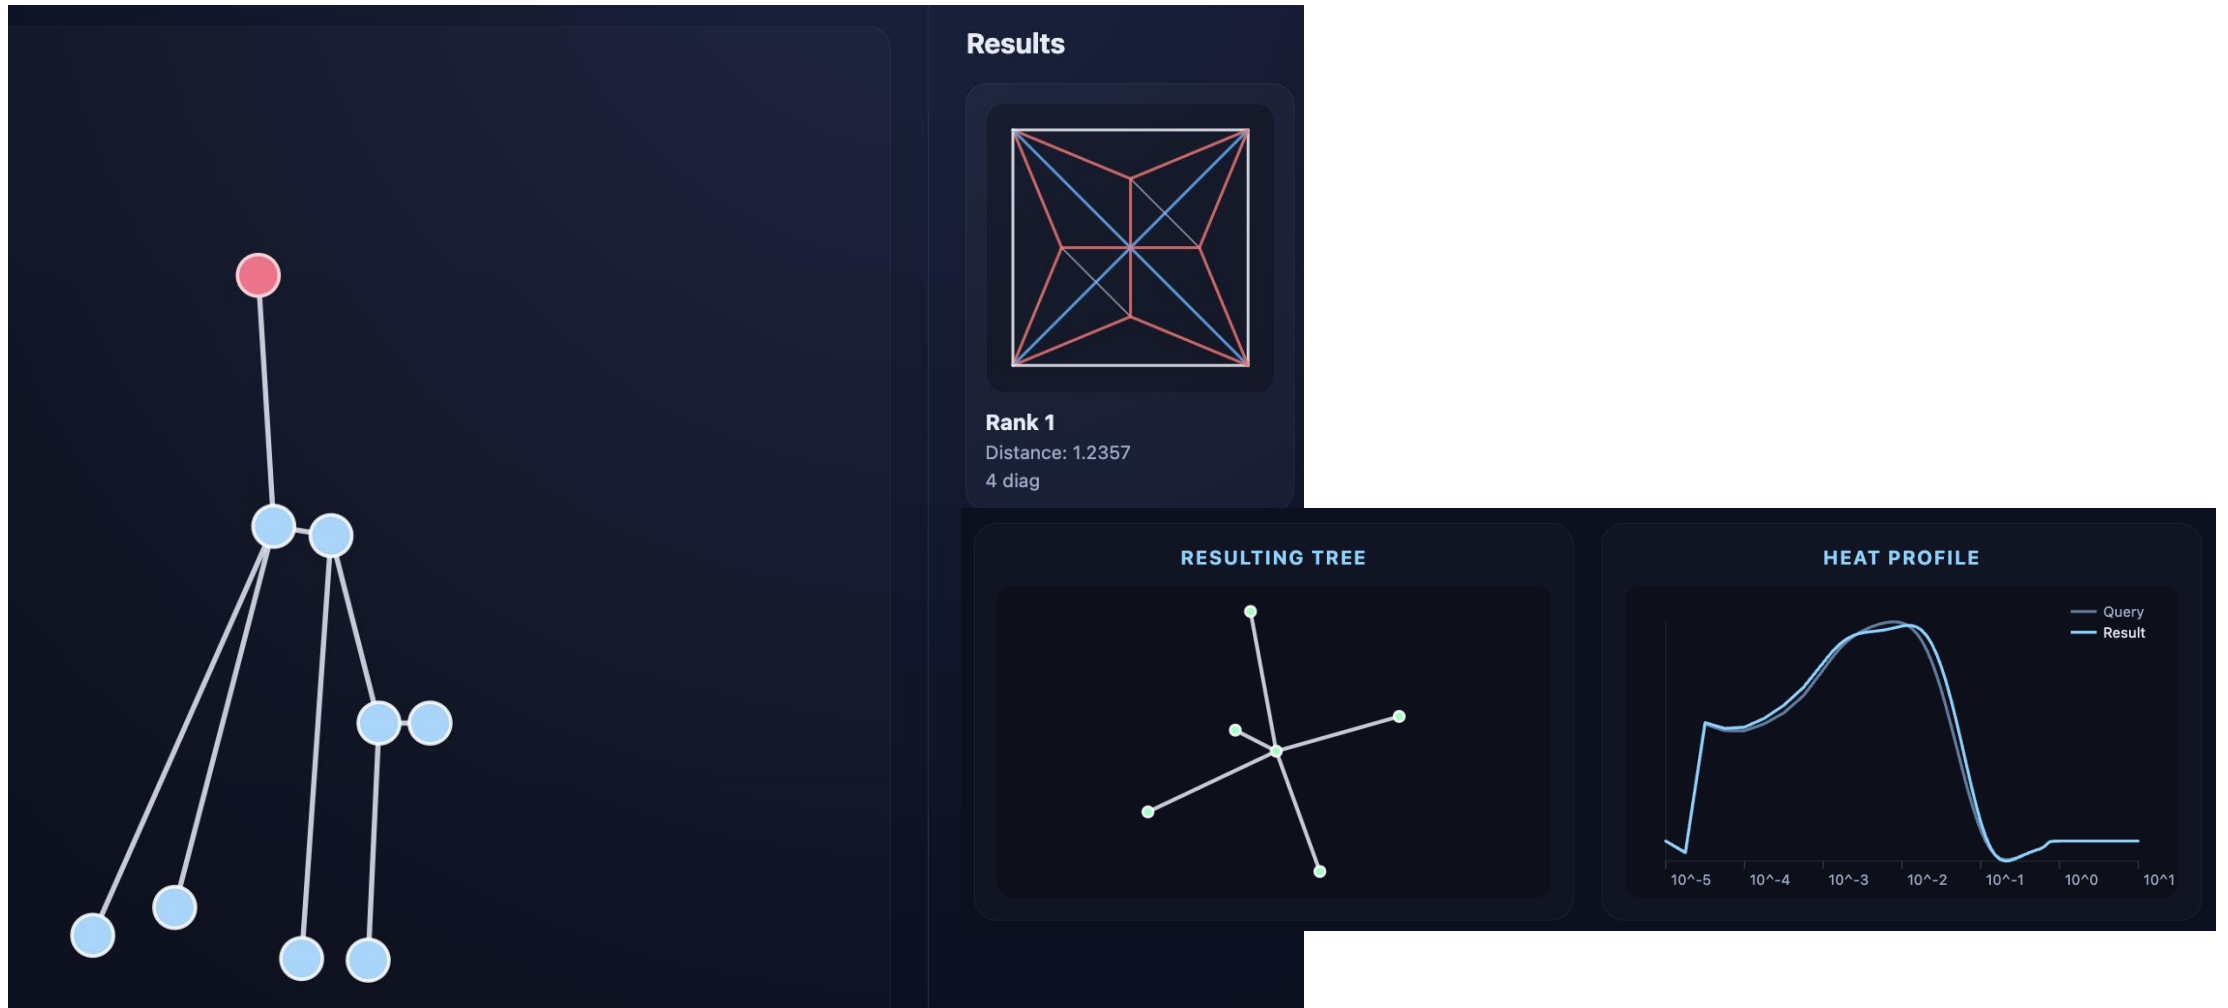 Results
Rank 1
Distance: 1.2357
4 diag
RESULTING TREE
HEAT PROFILE
Query
Result
10^-5 10^-4 10^-3 10^-2 10^-1 10^0 10^1